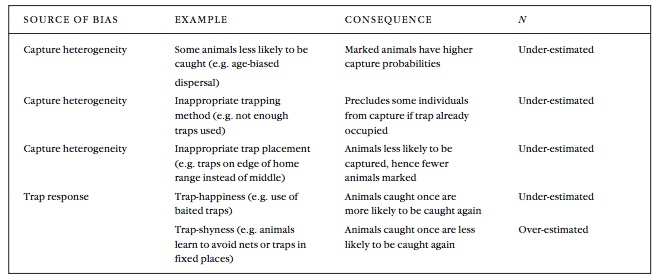 SOURCE OF BIAS EXAMPLE CONSEQUENCE N
Capture heterogeneity Some animals less likely to be Marked animals have higher Under-estimated
caught (e.g. age-biased capture probabilities
dispersal)
Capture heterogeneity Inappropriate trapping Precludes some individuals Under-estimated
method (e.g. not enough from capture if trap already
traps used) occupied
Capture heterogeneity Inappropriate trap placement Animals less likely to be Under-estimated
(e.g. traps on edge of home captured, hence fewer
range instead of middle) animals marked
Trap response Trap-happiness (e.g. use of Animals caught once are Under-estimated
baited traps) more likely to be caught again
Trap-shyness (e.g. animals Animals caught once are less Over-estimated
learn to avoid nets or traps in likely to be caught again
fixed places)